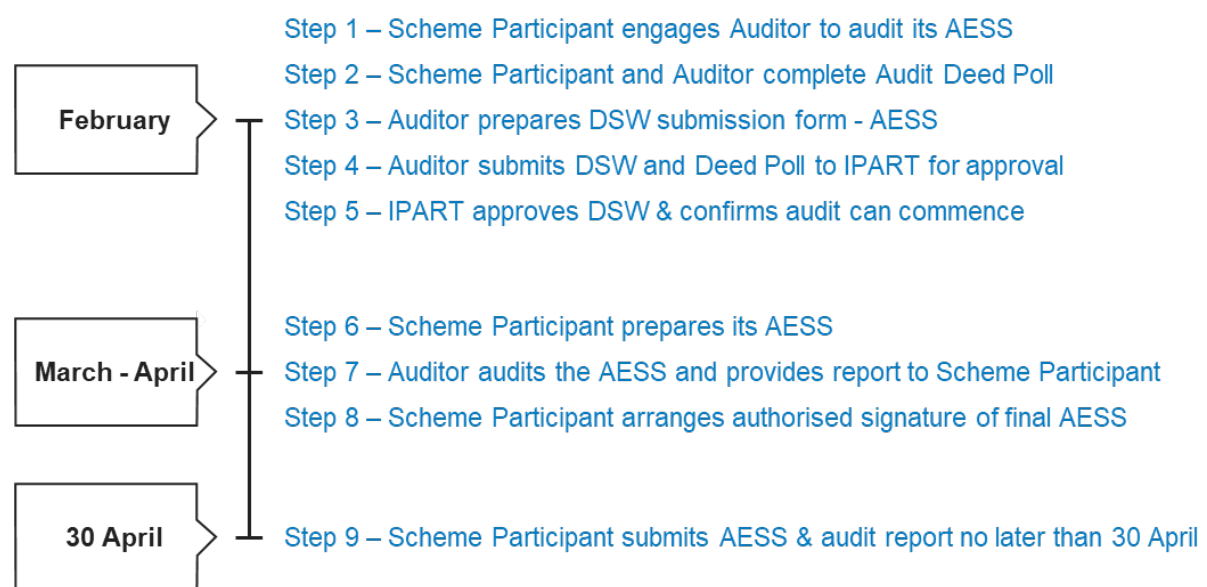 Step 1 – Scheme Participant engages Auditor to audit its AESS
Step 2 – Scheme Participant and Auditor complete Audit Deed Poll
February
Step 3 – Auditor prepares DSW submission form - AESS
Step 4 – Auditor submits DSW and Deed Poll to IPART for approval
Step 5 – IPART approves DSW & confirms audit can commence
Step 6 – Scheme Participant prepares its AESS
March - April
Step 7 – Auditor audits the AESS and provides report to Scheme Participant
Step 8 – Scheme Participant arranges authorised signature of final AESS
30 April
Step 9 – Scheme Participant submits AESS & audit report no later than 30 April